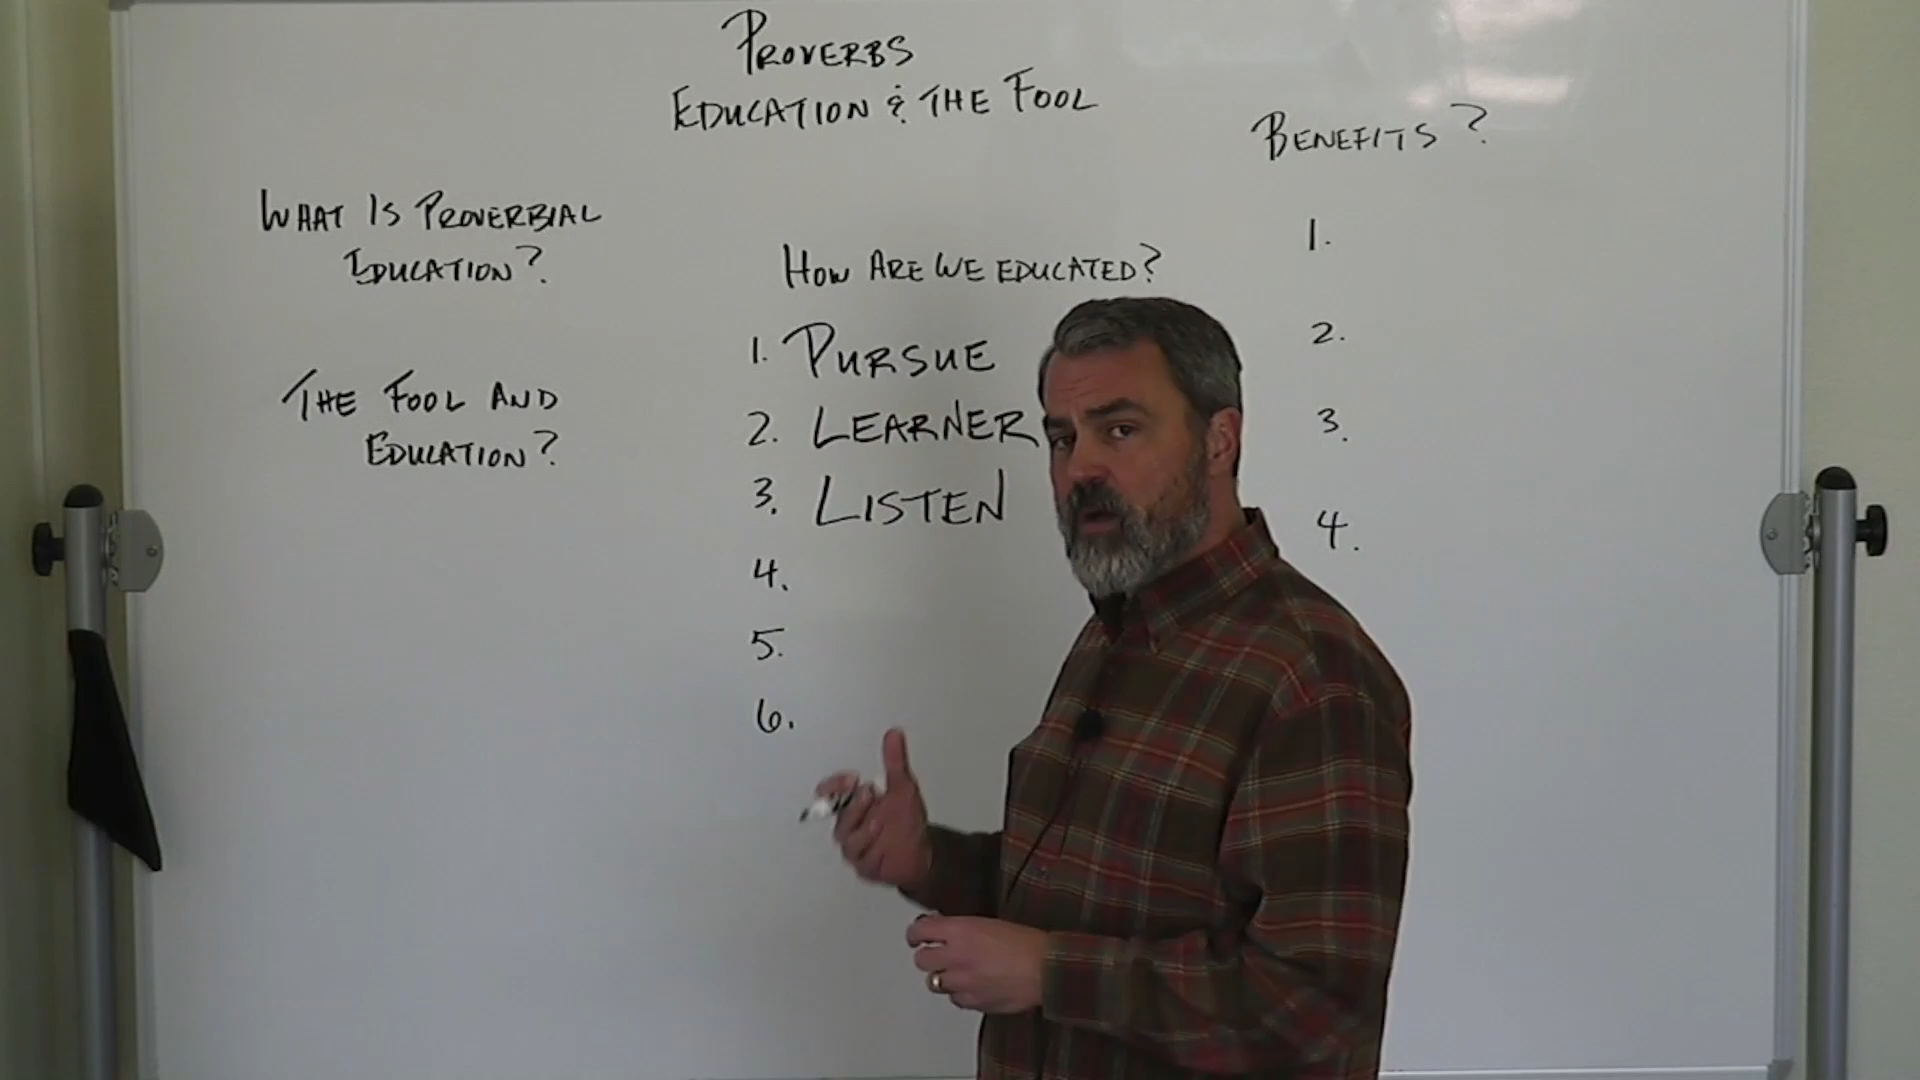 PROVERBS
EDUCATION & THE FOOL
WHAT IS PROVERBIAL
EDUCATION?
THE FOOL AND
EDUCATION?
HOW ARE WE EDUCATED?
1. PURSUE
2. LEARNER
3. LISTEN
4.
5.
6.
BENEFITS?
1.
2.
3.
4.